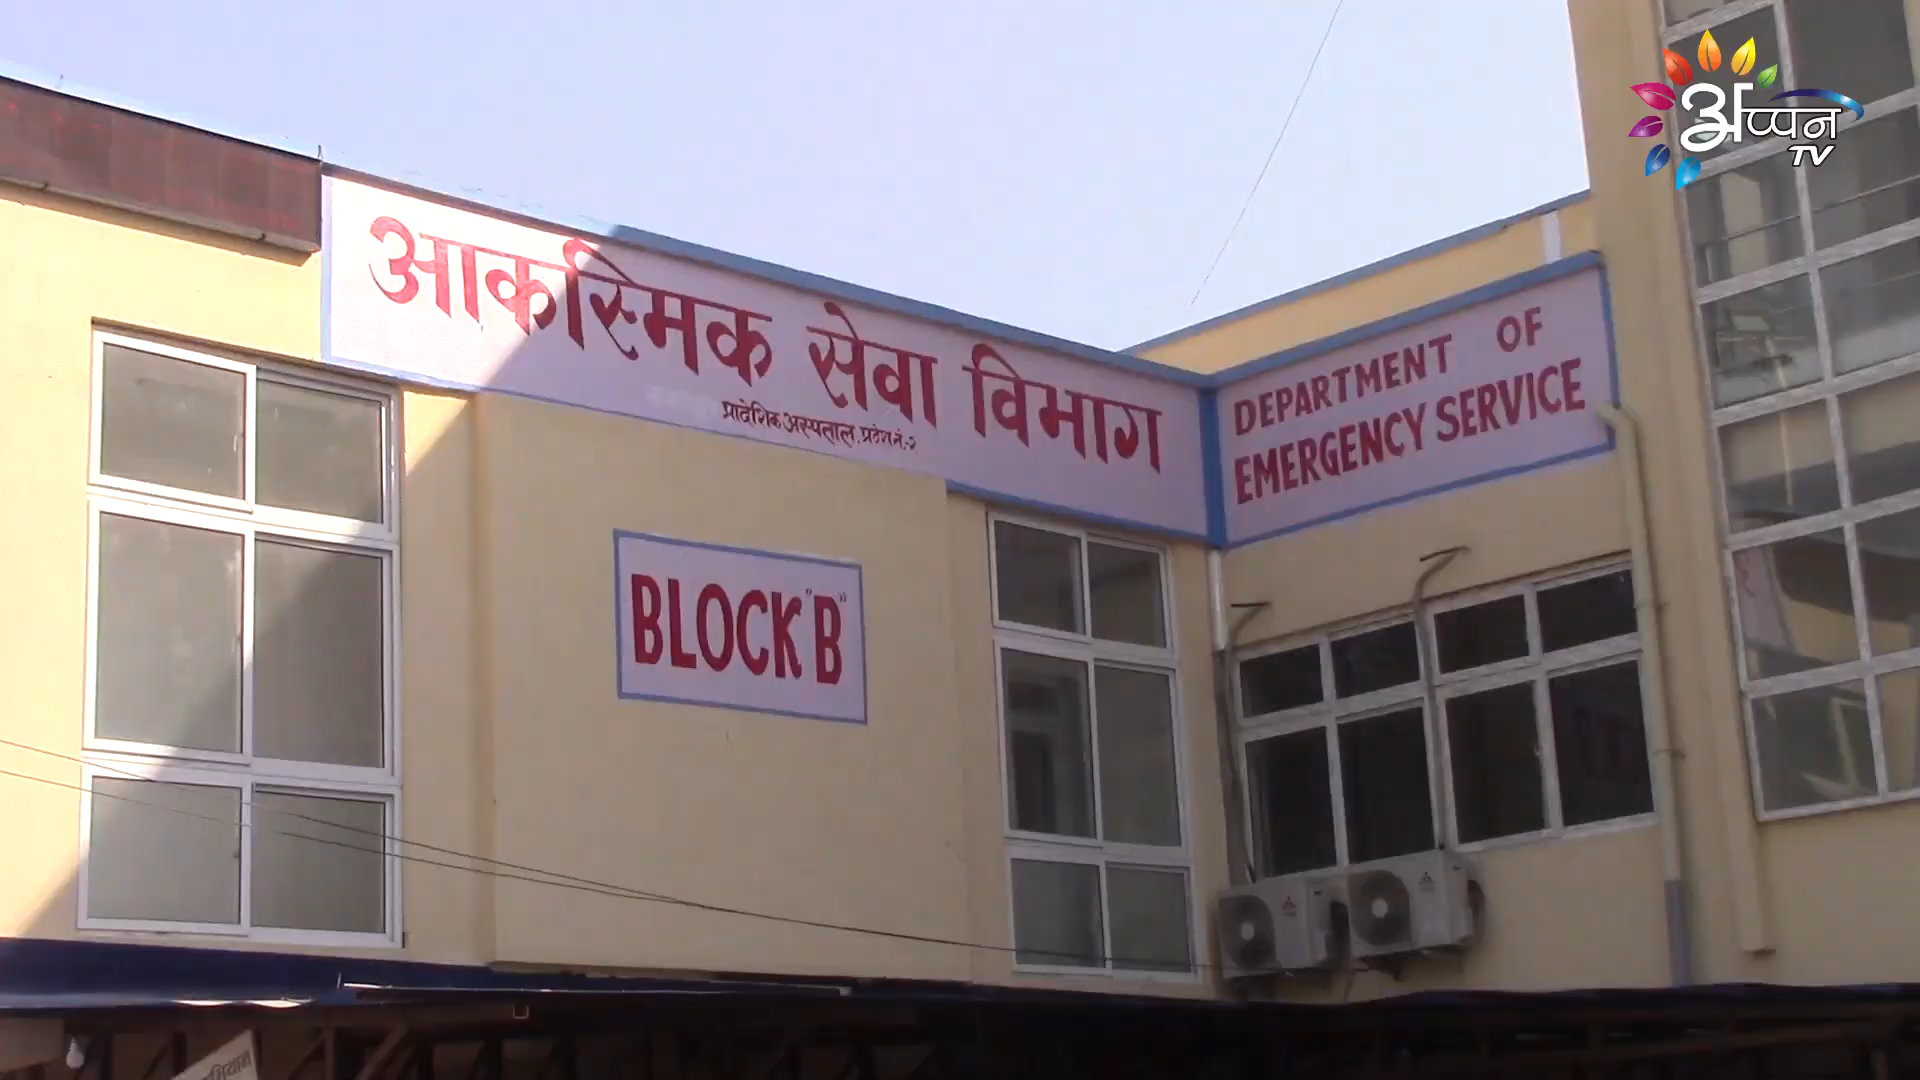 आकस्मिक सेवा विभाग
प्रादेशिक अस्पताल, प्रदेश नं.-२
DEPARTMENT OF
EMERGENCY SERVICE
BLOCK "B"
अप्पन
TV